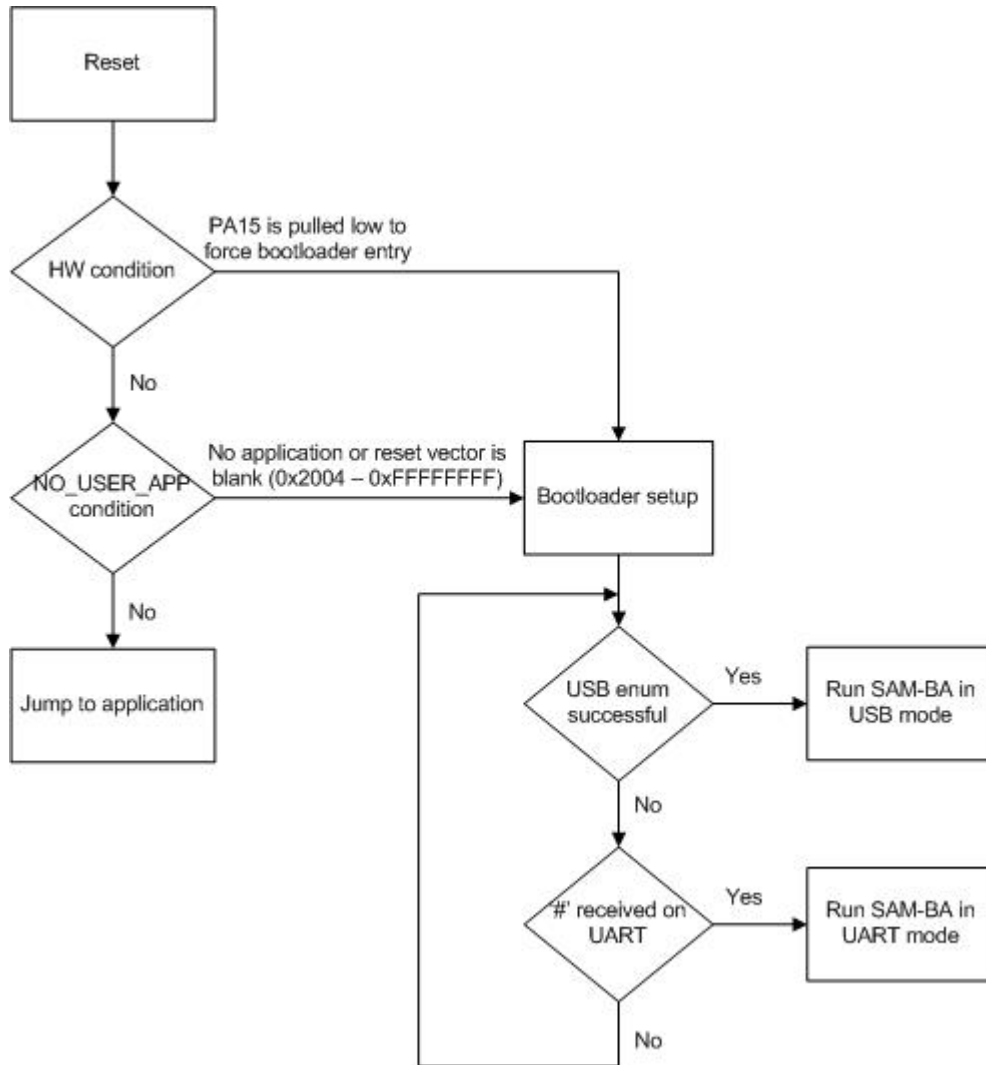 Reset
PA15 is pulled low to
force bootloader entry
HW condition
No
No application or reset vector is
blank (0x2004 – 0xFFFFFFFF)
NO_USER_APP
condition
Bootloader setup
No
Jump to application
USB enum
successful
Yes
Run SAM-BA in
USB mode
No
'#' received on
UART
Yes
Run SAM-BA in
UART mode
No